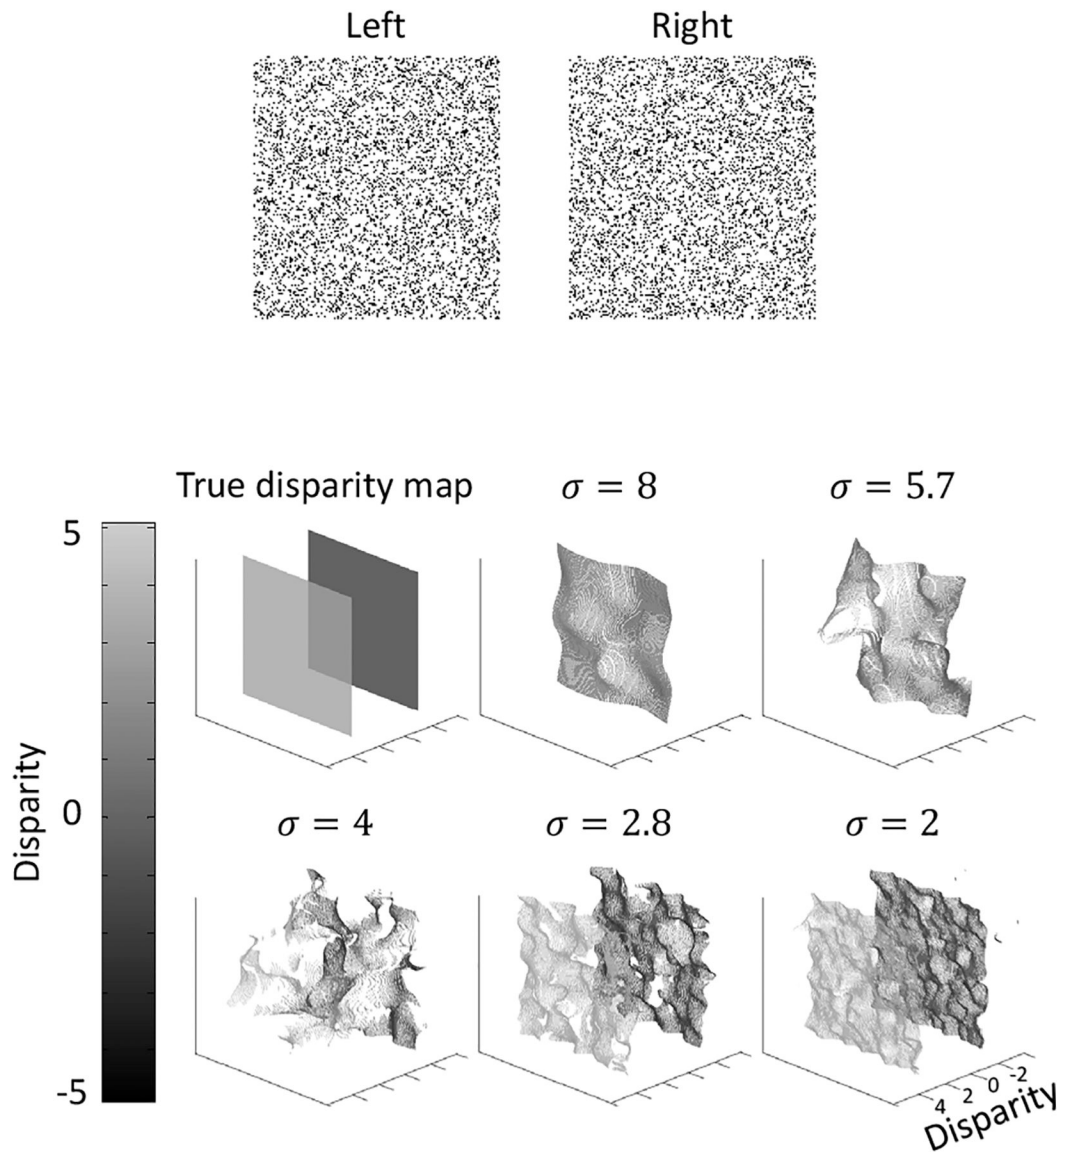 Left Right
True disparity map σ = 8 σ = 5.7
5
0
-5
Disparity
σ = 4 σ = 2.8 σ = 2
4 2 0 -2
Disparity